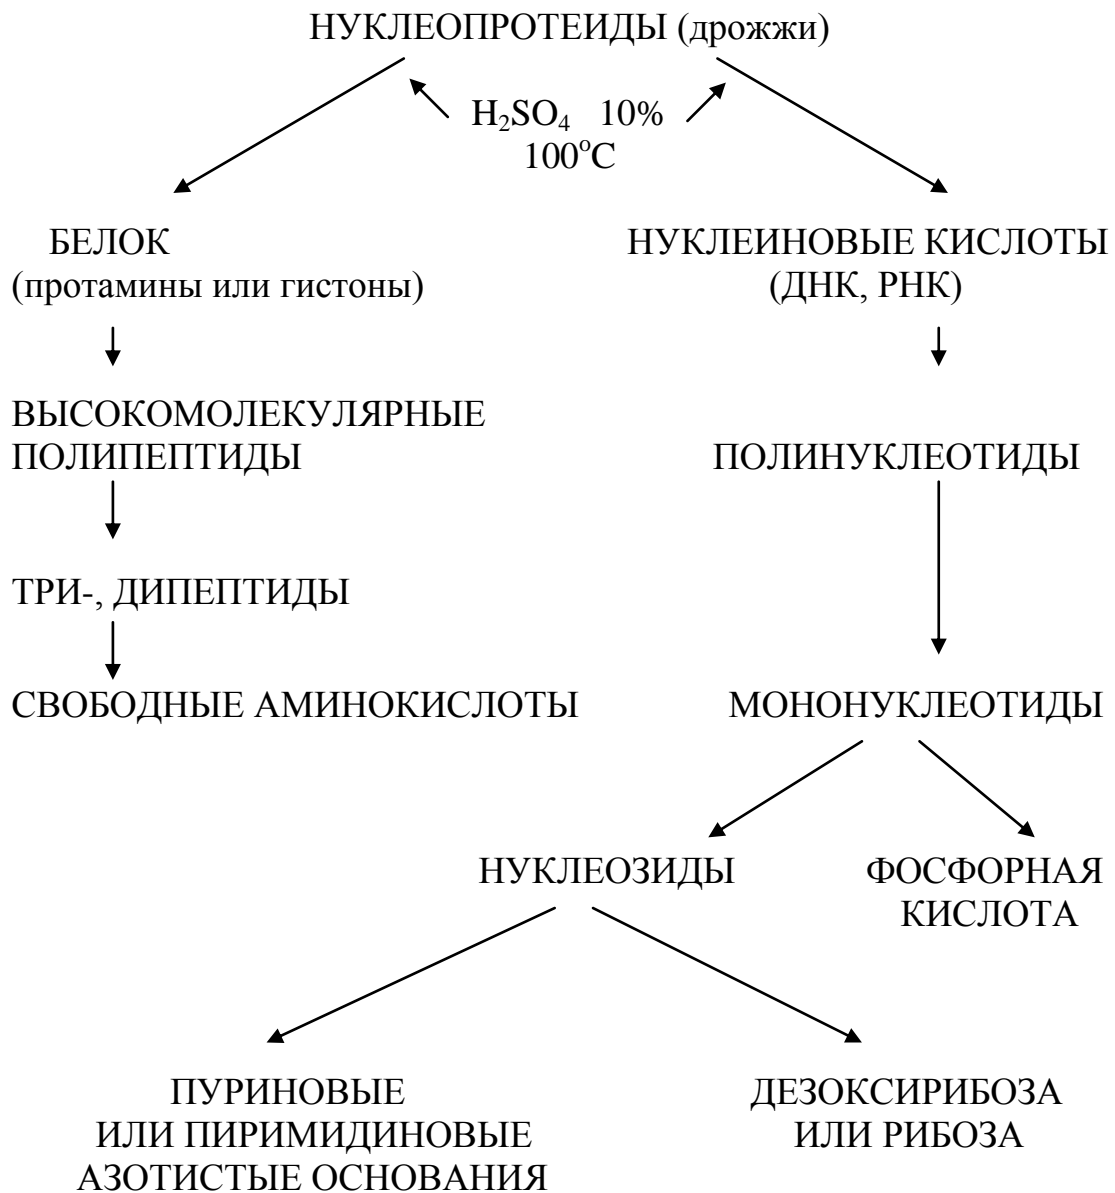 НУКЛЕОПРОТЕИДЫ (дрожжи)
H₂SO₄ 10%
100°C
БЕЛОК
(протамины или гистоны)
НУКЛЕИНОВЫЕ КИСЛОТЫ
(ДНК, РНК)
ВЫСОКОМОЛЕКУЛЯРНЫЕ
ПОЛИПЕПТИДЫ
ПОЛИНУКЛЕОТИДЫ
ТРИ-, ДИПЕПТИДЫ
СВОБОДНЫЕ АМИНОКИСЛОТЫ
МОНОНУКЛЕОТИДЫ
НУКЛЕОЗИДЫ
ФОСФОРНАЯ
КИСЛОТА
ПУРИНОВЫЕ
ИЛИ ПИРИМИДИНОВЫЕ
АЗОТИСТЫЕ ОСНОВАНИЯ
ДЕЗОКСИРИБОЗА
ИЛИ РИБОЗА